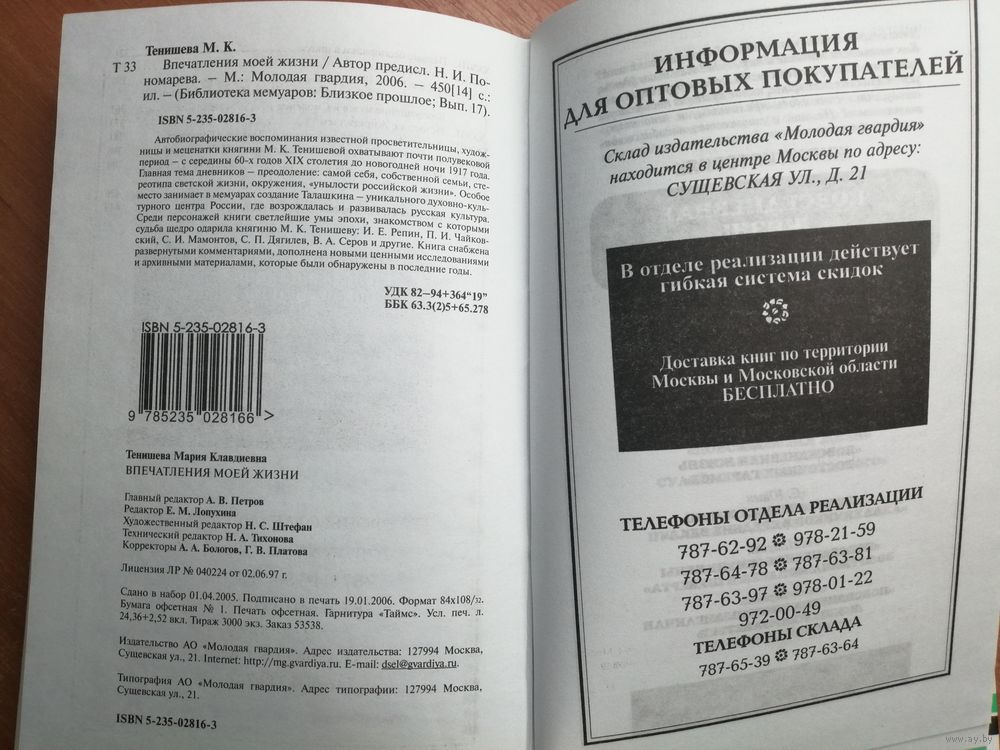 Тенишева М. К.
Т 33 Впечатления моей жизни / Автор предисл. Н. И. По-
номарева. – М.: Молодая гвардия, 2006. – 450[14] с.:
ил. – (Библиотека мемуаров: Близкое прошлое; Вып. 17).
ISBN 5-235-02816-3
Автобиографические воспоминания известной просветительницы, худож-
ницы и меценатки княгини М. К. Тенишевой охватывают почти полувековой
период – с середины 60-х годов XIX столетия до новогодней ночи 1917 года.
Главная тема дневников – преодоление: самой себя, собственной семьи, сте-
реотипа светской жизни, окружения, «унылости российской жизни». Особое
место занимает в мемуарах создание Талашкина – уникального духовно-куль-
турного центра России, где возрождалась и развивалась русская культура.
Среди персонажей книги светлейшие умы эпохи, знакомством с которыми
судьба щедро одарила княгиню М. К. Тенишеву: И. Е. Репин, П. И. Чайков-
ский, С. И. Мамонтов, С. П. Дягилев, В. А. Серов и другие. Книга снабжена
развернутыми комментариями, дополнена новыми ценными исследованиями
и архивными материалами, которые были обнаружены в последние годы.
УДК 82–94+364“19”
ББК 63.3(2)5+65.278
ISBN 5-235-02816-3
9 785235 028166 >
Тенишева Мария Клавдиевна
ВПЕЧАТЛЕНИЯ МОЕЙ ЖИЗНИ
Главный редактор А. В. Петров
Редактор Е. М. Лопухина
Художественный редактор Н. С. Штефан
Технический редактор Н. А. Тихонова
Корректоры А. А. Бологов, Г. В. Платова
Лицензия ЛР № 040224 от 02.06.97 г.
Сдано в набор 01.04.2005. Подписано в печать 19.01.2006. Формат 84x108/32.
Бумага офсетная № 1. Печать офсетная. Гарнитура «Таймс». Усл. печ. л.
24,36+2,52 вкл. Тираж 3000 экз. Заказ 53538.
Издательство АО «Молодая гвардия». Адрес издательства: 127994 Москва,
Сущевская ул., 21. Internet: http://mg.gvardiya.ru. E-mail: dsel@gvardiya.ru.
Типография АО «Молодая гвардия». Адрес типографии: 127994 Москва,
Сущевская ул., 21.
ISBN 5-235-02816-3
ИНФОРМАЦИЯ
ДЛЯ ОПТОВЫХ ПОКУПАТЕЛЕЙ
Склад издательства «Молодая гвардия»
находится в центре Москвы по адресу:
СУЩЕВСКАЯ УЛ., Д. 21
В отделе реализации действует
гибкая система скидок
Доставка книг по территории
Москвы и Московской области
БЕСПЛАТНО
ТЕЛЕФОНЫ ОТДЕЛА РЕАЛИЗАЦИИ
787-62-92 978-21-59
787-64-78 787-63-81
787-63-97 978-01-22
972-00-49
ТЕЛЕФОНЫ СКЛАДА
787-65-39 787-63-64
www.ay.by